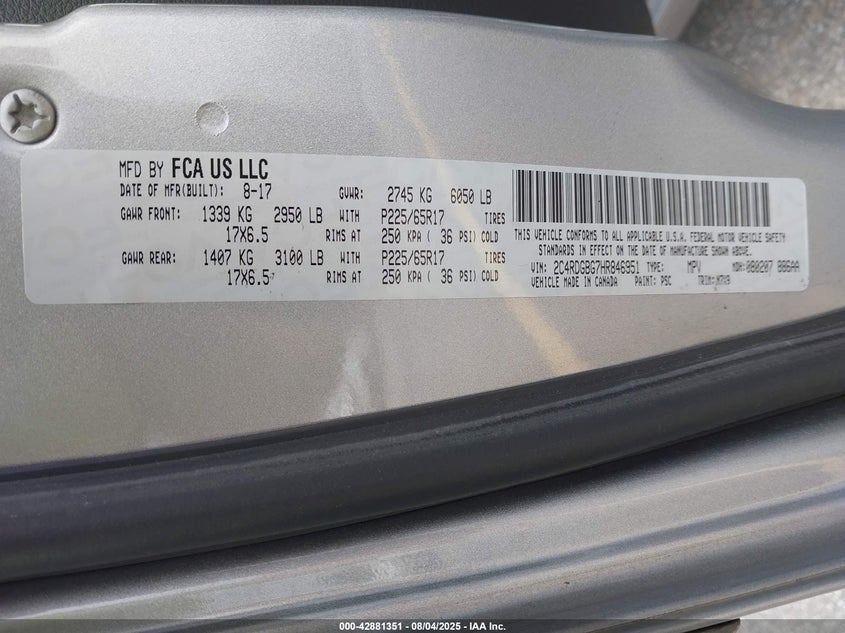 MFD BY FCA US LLC
DATE OF MFR(BUILT): 8-17 GVWR: 2745 KG 6050 LB
GAWR FRONT: 1339 KG 2950 LB WITH P225/65R17 TIRES
17X6.5 RIMS AT 250 KPA ( 36 PSI) COLD
GAWR REAR: 1407 KG 3100 LB WITH P225/65R17 TIRES
17X6.5 RIMS AT 250 KPA ( 36 PSI) COLD
THIS VEHICLE CONFORMS TO ALL APPLICABLE U.S.A. FEDERAL MOTOR VEHICLE SAFETY
STANDARDS IN EFFECT ON THE DATE OF MANUFACTURE SHOWN ABOVE.
VIN: 2C4RDGBG7HR846951 TYPE: MPV MDH: 080207 886AA
VEHICLE MADE IN CANADA PAINT: PSC TRIM:
000-42881351 - 08/04/2025 - IAA Inc.